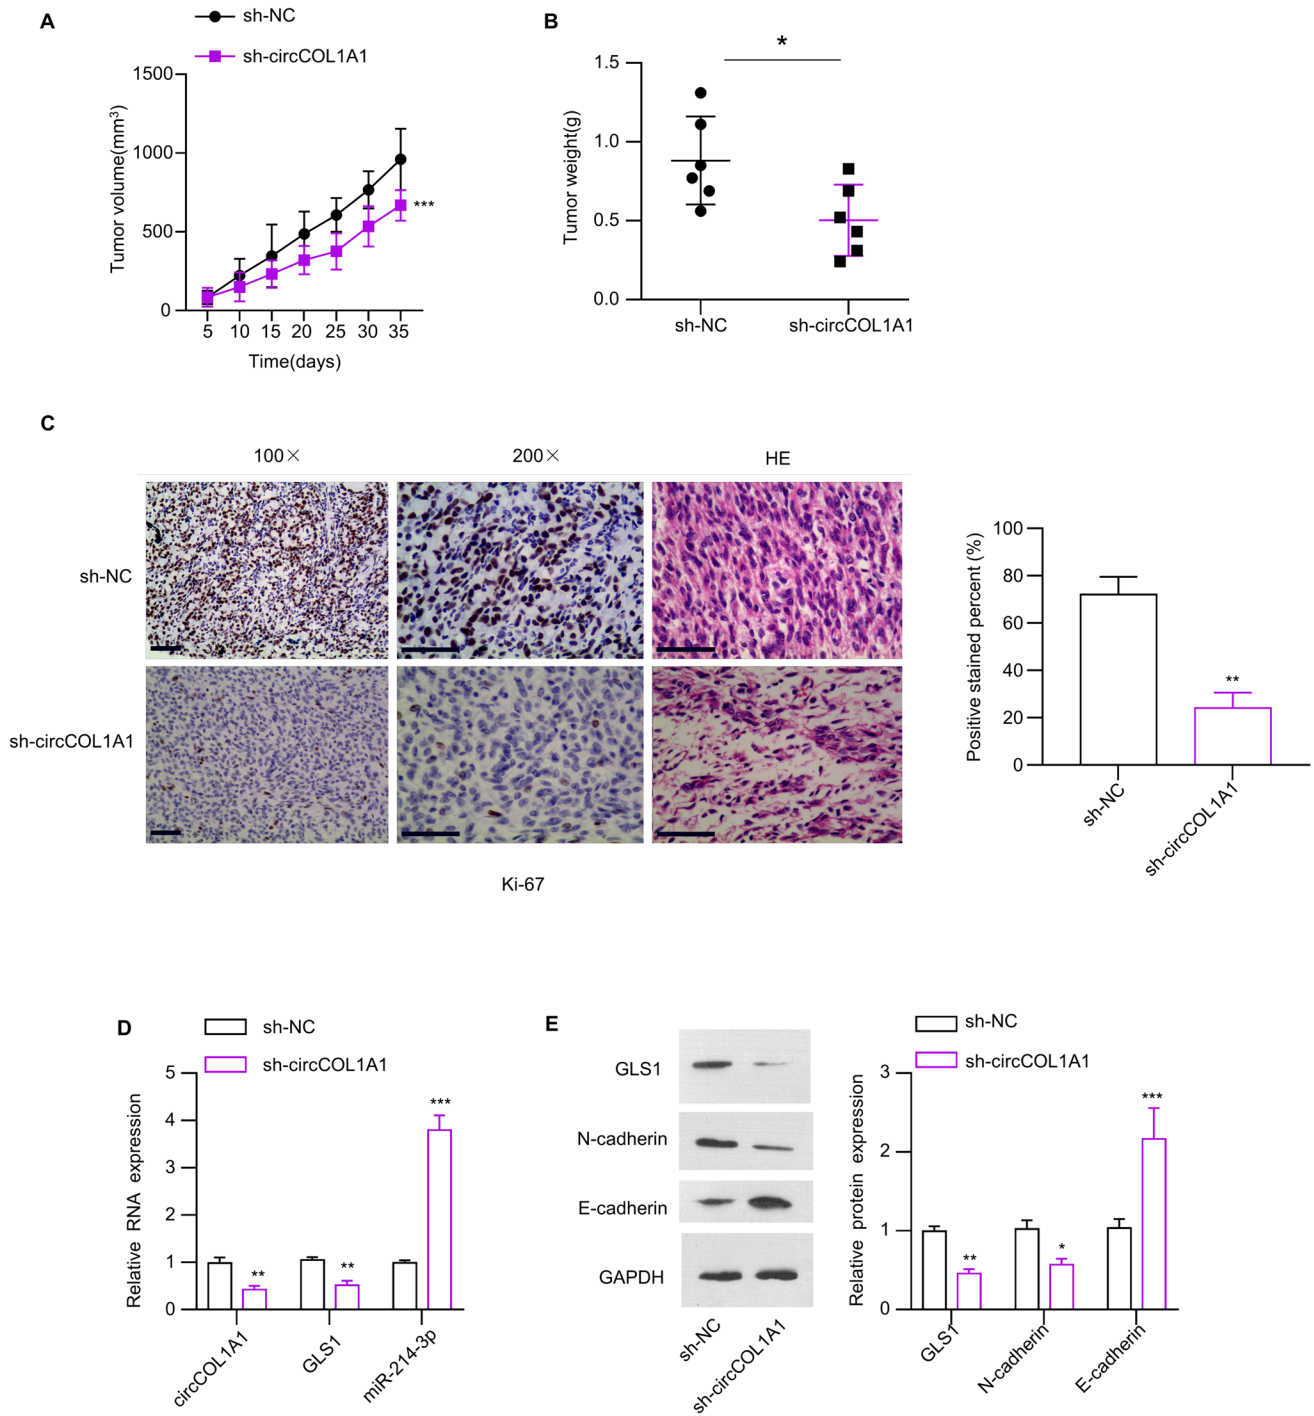 A
sh-NC
sh-circCOL1A1
Tumor volume(mm³)
1500
1000
500
0
5 10 15 20 25 30 35
Time(days)
***
B
*
Tumor weight(g)
1.5
1.0
0.5
0.0
sh-NC sh-circCOL1A1
C
100× 200× HE
sh-NC
sh-circCOL1A1
Ki-67
Positive stained percent (%)
100
80
60
40
20
0
**
sh-NC
sh-circCOL1A1
D
sh-NC
sh-circCOL1A1
Relative RNA expression
5
4
3
2
1
0
** ** ***
circCOL1A1
GLS1
miR-214-3p
E
GLS1
N-cadherin
E-cadherin
GAPDH
sh-NC
sh-circCOL1A1
sh-NC
sh-circCOL1A1
Relative protein expression
3
2
1
0
** * ***
GLS1
N-cadherin
E-cadherin